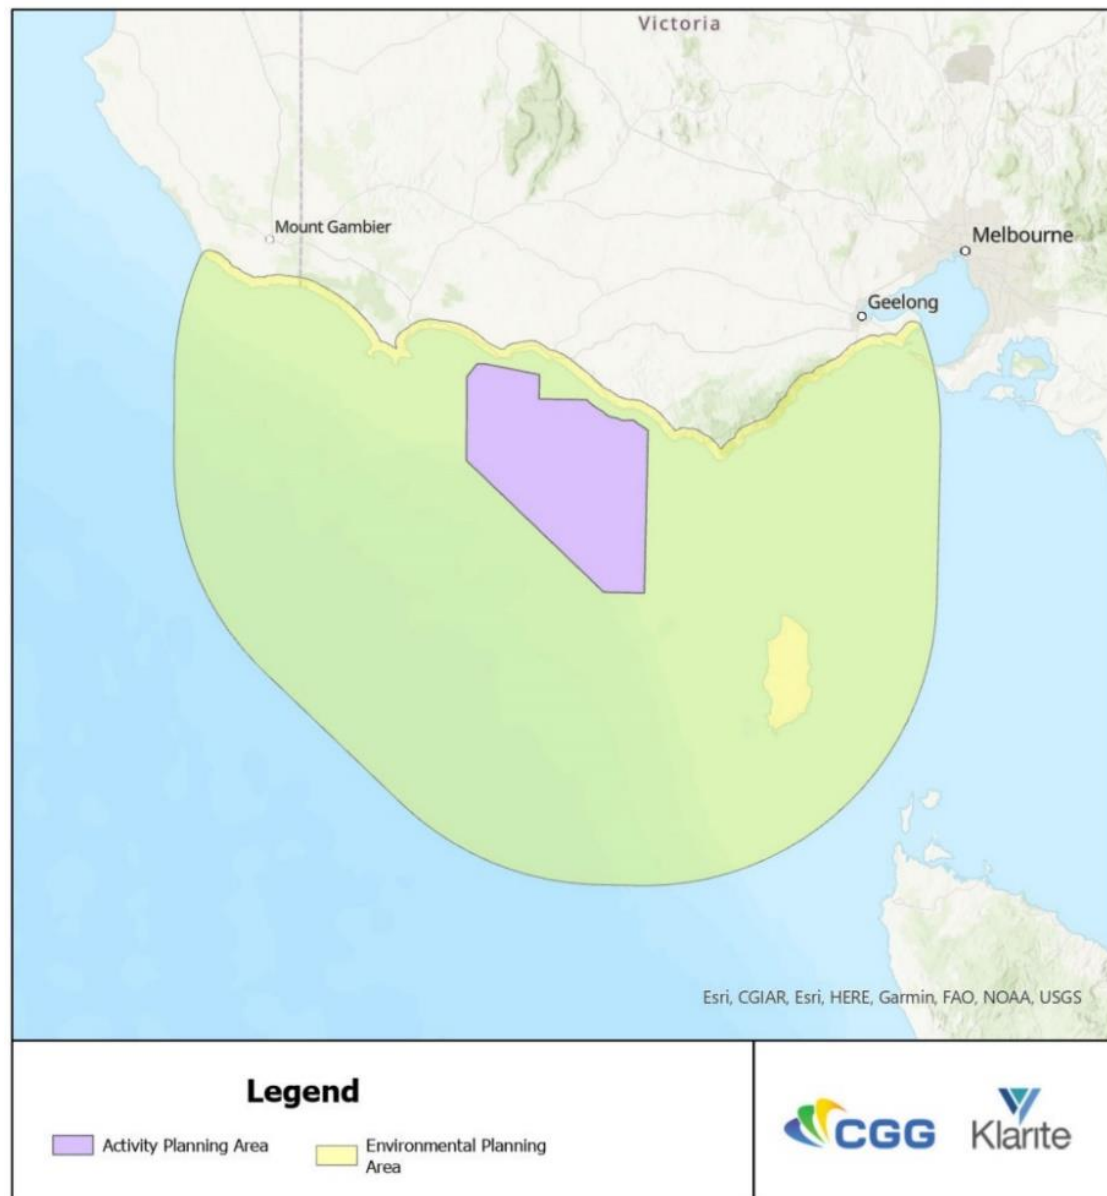 Victoria
Mount Gambier
Melbourne
Geelong
Esri, CGIAR, Esri, HERE, Garmin, FAO, NOAA, USGS
Legend
Activity Planning Area
Environmental Planning
Area
CGG
Klarite